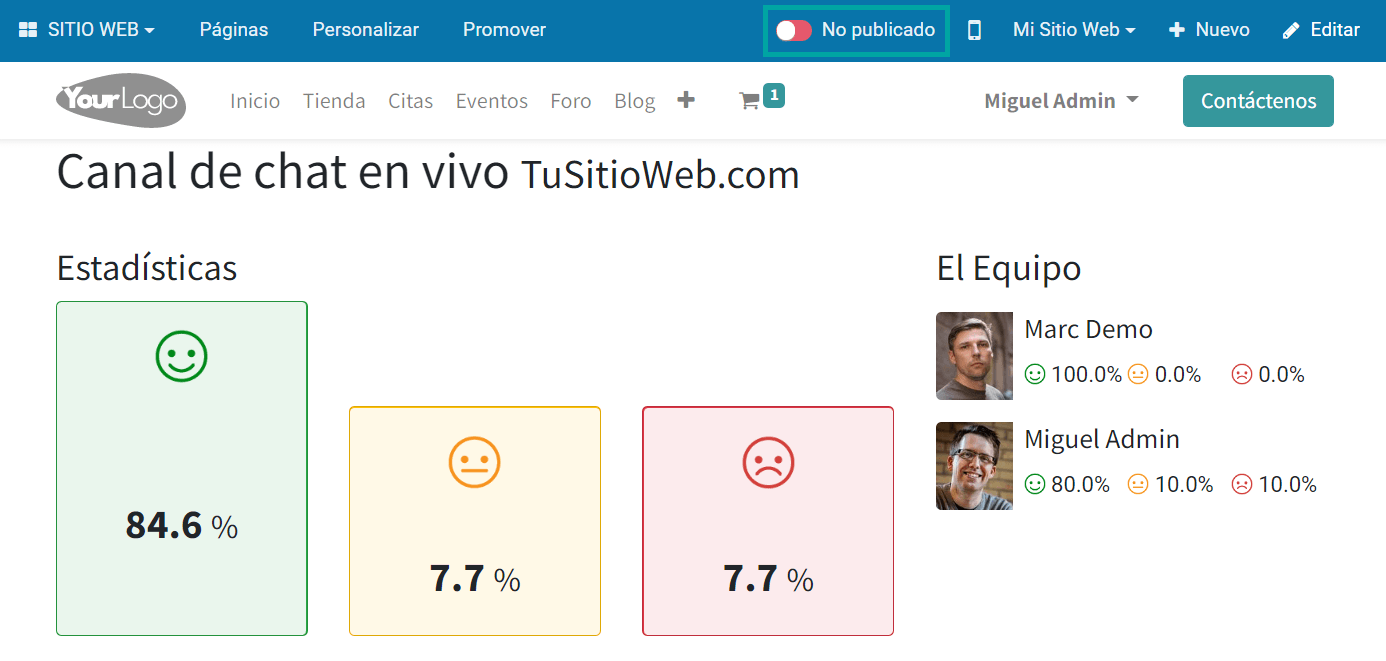 SITIO WEB Páginas Personalizar Promover No publicado Mi Sitio Web Nuevo Editar
YourLogo Inicio Tienda Citas Eventos Foro Blog 1 Miguel Admin Contáctenos
Canal de chat en vivo TuSitioWeb.com
Estadísticas
84.6 %
7.7 %
7.7 %
El Equipo
Marc Demo
100.0% 0.0% 0.0%
Miguel Admin
80.0% 10.0% 10.0%